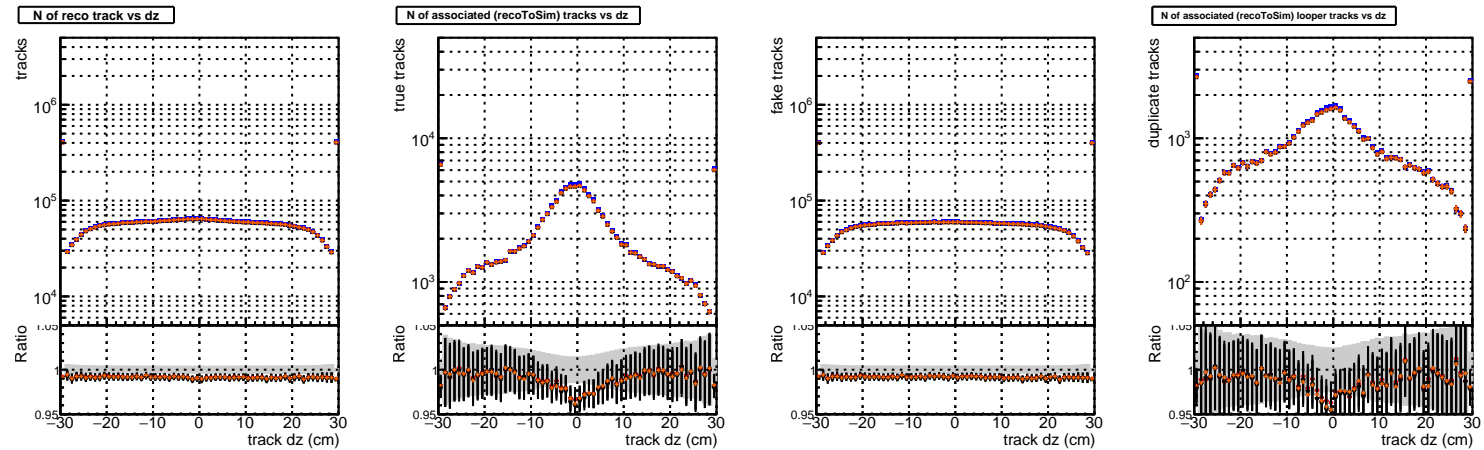 N of reco track vs dz
tracks
10^6
10^5
10^4
Ratio
1.05
1
0.95
−30 −20 −10 0 10 20 30
track dz (cm)
N of associated (recoToSim) tracks vs dz
true tracks
10^4
10^3
Ratio
1.05
1
0.95
−30 −20 −10 0 10 20 30
track dz (cm)
fake tracks
10^6
10^5
10^4
Ratio
1.05
1
0.95
−30 −20 −10 0 10 20 30
track dz (cm)
N of associated (recoToSim) looper tracks vs dz
duplicate tracks
10^3
10^2
Ratio
1.05
1
0.95
−30 −20 −10 0 10 20 30
track dz (cm)